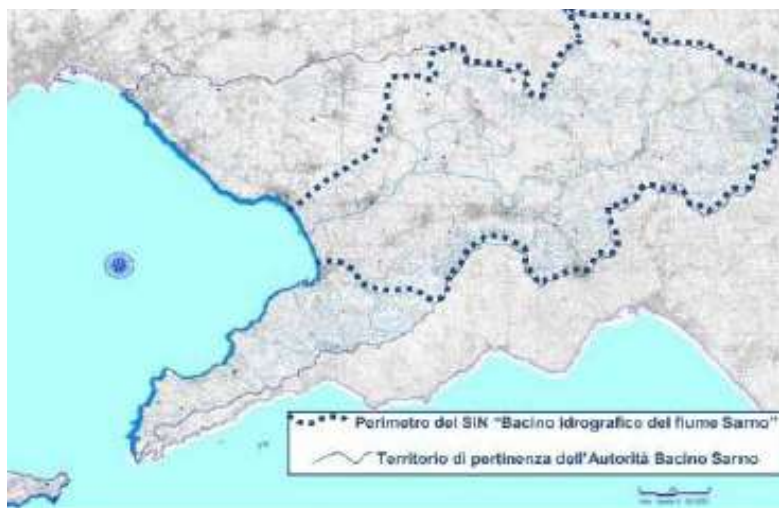 Perimetro del SIN "Bacino idrografico del fiume Sarno"
Territorio di pertinenza dell'Autorità Bacino Sarno